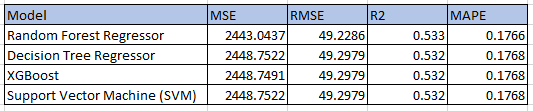 Model MSE RMSE R2 MAPE
Random Forest Regressor 2443.0437 49.2286 0.533 0.1766
Decision Tree Regressor 2448.7522 49.2979 0.532 0.1768
XGBoost 2448.7491 49.2979 0.532 0.1768
Support Vector Machine (SVM) 2448.7522 49.2979 0.532 0.1768